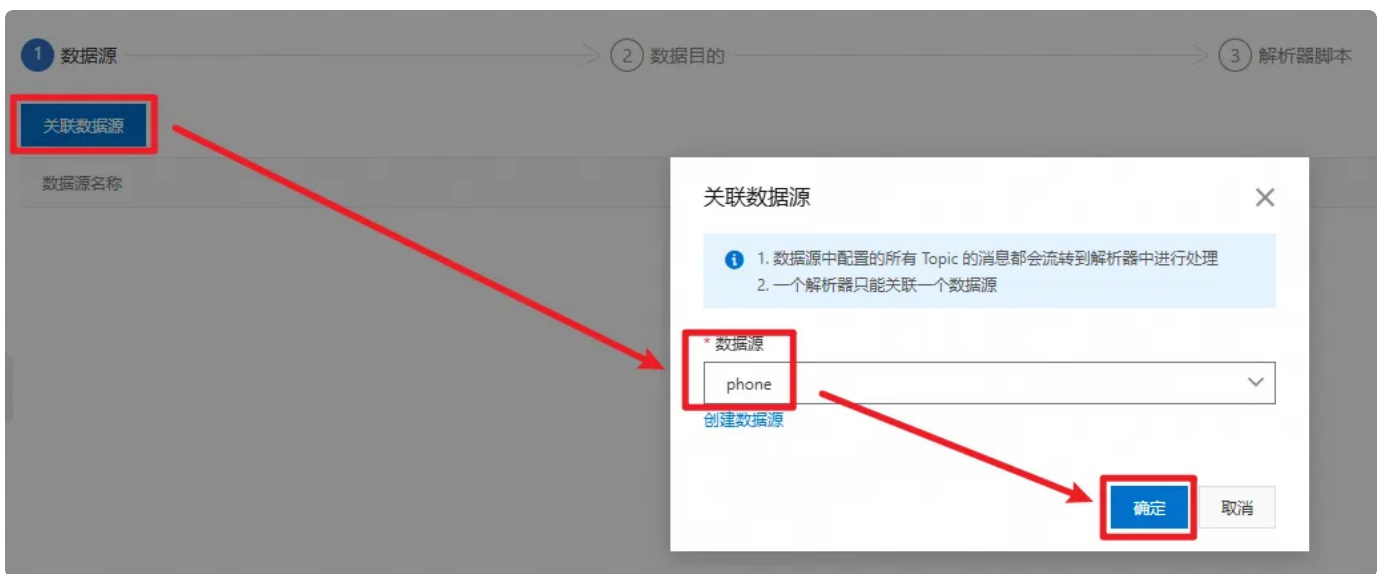 1 数据源
2 数据目的
3 解析器脚本
关联数据源
数据源名称
关联数据源
1. 数据源中配置的所有 Topic 的消息都会流转到解析器中进行处理
2. 一个解析器只能关联一个数据源
* 数据源
phone
创建数据源
确定
取消